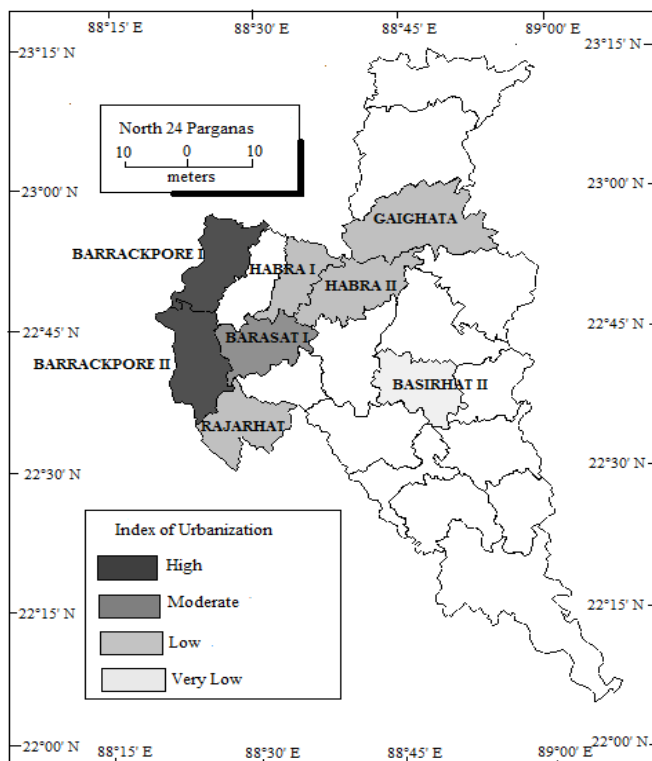 88°15' E 88°30' E 88°45' E 89°00' E
23°15' N 23°15' N
North 24 Parganas
10 0 10
meters
23°00' N 23°00' N
GAIGHATA
BARRACKPORE I
HABRA I
HABRA II
22°45' N 22°45' N
BARASAT I
BARRACKPORE II
BASIRHAT II
RAJARHAT
22°30' N 22°30' N
Index of Urbanization
High
Moderate
Low
Very Low
22°15' N 22°15' N
22°00' N 22°00' N
88°15' E 88°30' E 88°45' E 89°00' E